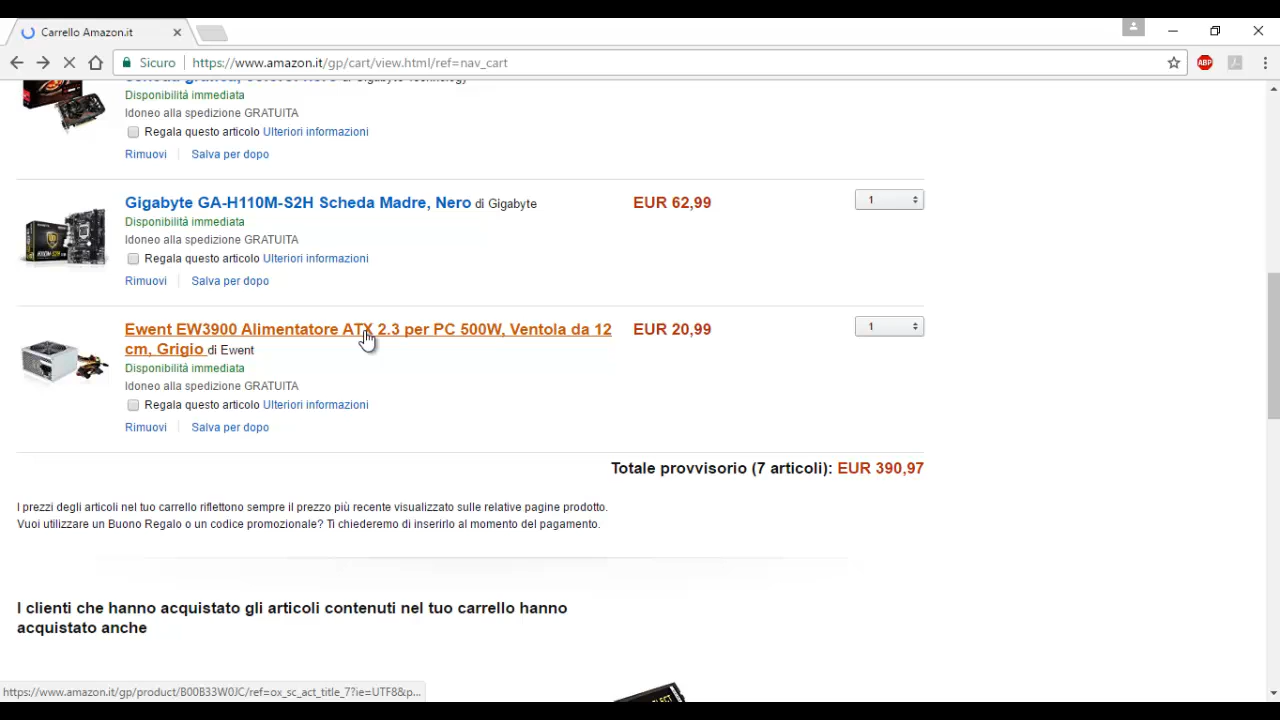 Carrello Amazon.it
Sicuro https://www.amazon.it/gp/cart/view.html/ref=nav_cart
ABP
Disponibilità immediata
Idoneo alla spedizione GRATUITA
Regala questo articolo Ulteriori informazioni
Rimuovi Salva per dopo
Gigabyte GA-H110M-S2H Scheda Madre, Nero di Gigabyte EUR 62,99 1
Disponibilità immediata
Idoneo alla spedizione GRATUITA
Regala questo articolo Ulteriori informazioni
Rimuovi Salva per dopo
Ewent EW3900 Alimentatore ATX 2.3 per PC 500W, Ventola da 12 EUR 20,99 1
cm, Grigio di Ewent
Disponibilità immediata
Idoneo alla spedizione GRATUITA
Regala questo articolo Ulteriori informazioni
Rimuovi Salva per dopo
Totale provvisorio (7 articoli): EUR 390,97
I prezzi degli articoli nel tuo carrello riflettono sempre il prezzo più recente visualizzato sulle relative pagine prodotto.
Vuoi utilizzare un Buono Regalo o un codice promozionale? Ti chiederemo di inserirlo al momento del pagamento.
I clienti che hanno acquistato gli articoli contenuti nel tuo carrello hanno
acquistato anche
https://www.amazon.it/gp/product/B00B33W0JC/ref=ox_sc_act_title_7?ie=UTF8&p...